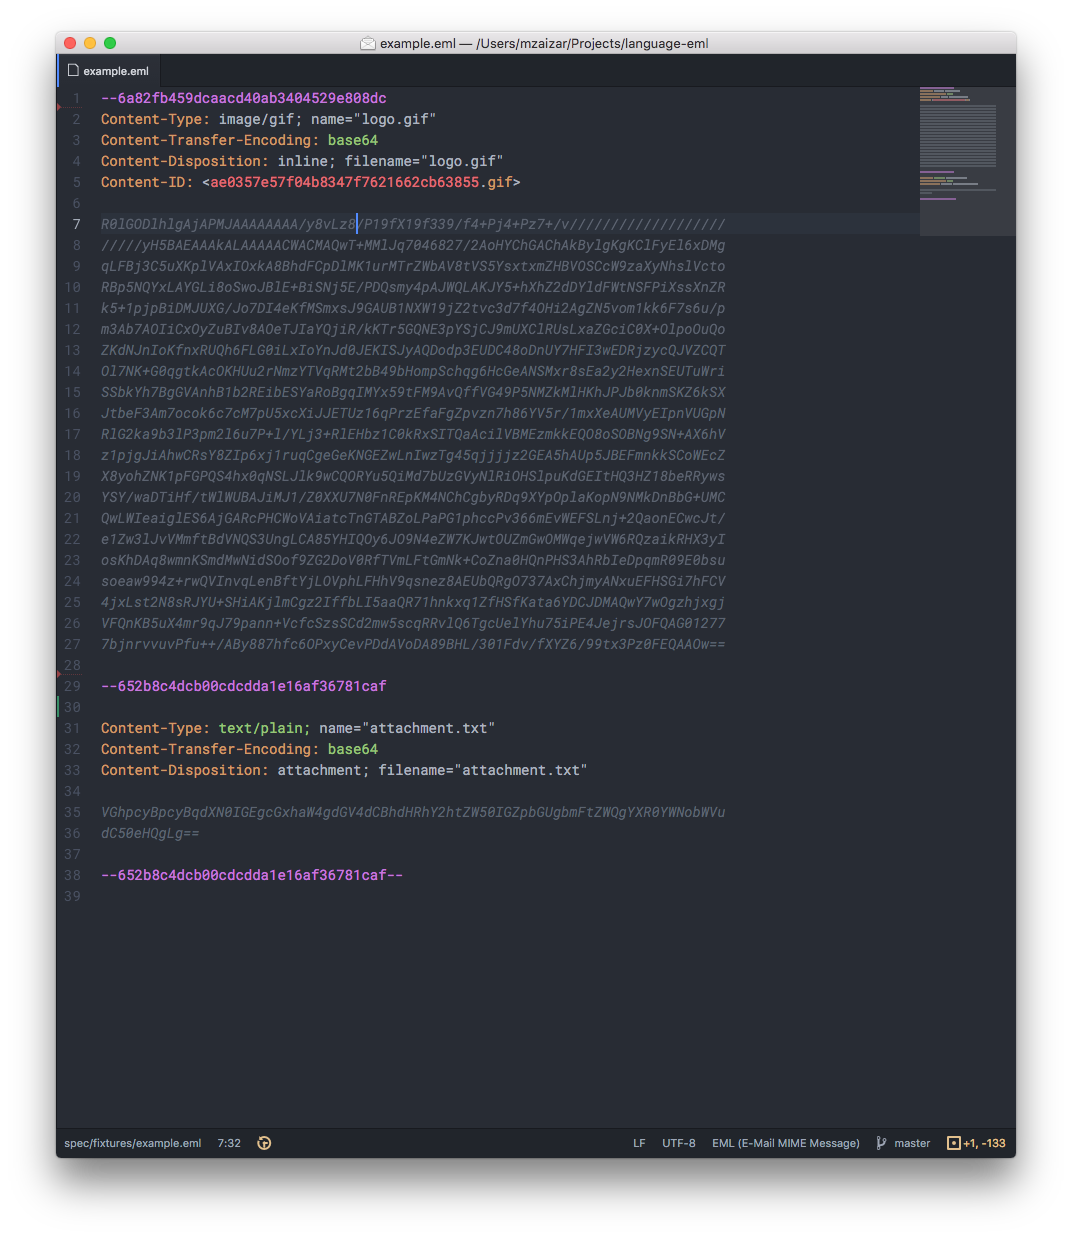 example.eml — /Users/mzaizar/Projects/language-eml
example.eml
1 --6a82fb459dcaacd40ab3404529e808dc
2 Content-Type: image/gif; name="logo.gif"
3 Content-Transfer-Encoding: base64
4 Content-Disposition: inline; filename="logo.gif"
5 Content-ID: <ae0357e57f04b8347f7621662cb63855.gif>
6
7 R0lGODlhlgAjAPMJAAAAAAAA/y8vLz8/P19fX19f339/f4+Pj4+Pz7+/v///////////////////
8 /////yH5BAEAAAkALAAAAACWACMAQwT+MMlJq7046827/2AoHYChGAChAkBylgKgKClFyEl6xDMg
9 qLFBj3C5uXKplVAxIOxkA8BhdFCpDlMK1urMTrZWbAV8tVS5YsxtxmZHBVOSCcW9zaXyNhslVcto
10 RBp5NQYxLAYGLi8oSwoJBlE+BiSNj5E/PDQsmy4pAJWQLAKJY5+hXhZ2dDYldFWtNSFPiXssXnZR
11 k5+1pjpBiDMJUXG/Jo7DI4eKfMSmxsJ9GAUB1NXW19jZ2tvc3d7f4OHi2AgZN5vom1kk6F7s6u/p
12 m3Ab7AOIiCxOyZuBIv8AOeTJIaYQjiR/kKTr5GQNE3pYSjCJ9mUXClRUsLxaZGciC0X+OlpoOuQo
13 ZKdNJnIoKfnxRUQh6FLG0iLxIoYnJd0JEKISJyAQDodp3EUDC48oDnUY7HFI3wEDRjzycQJVZCQT
14 Ol7NK+G0qgtkAcOKHUu2rNmzYTVqRMt2bB49bHompSchqg6HcGeANSMxr8sEa2y2HexnSEUTuWri
15 SSbkYh7BgGVAnhB1b2REibESYaRoBgqIMYx59tFM9AvQffVG49P5NMZkMlHKhJPJb0knmSKZ6kSX
16 JtbeF3Am7ocok6c7cM7pU5xcXiJJETUz16qPrzEfaFgZpvzn7h86YV5r/1mxXeAUMVyEIpnVUGpN
17 RlG2ka9b3lP3pm2l6u7P+l/YLj3+RlEHbz1C0kRxSITQaAcilVBMEzmkkEQO8oSOBNg9SN+AX6hV
18 z1pjgJiAhwCRsY8ZIp6xj1ruqCgeGeKNGEZwLnIwzTg45qjjjjz2GEA5hAUp5JBEFmnkkSCoWEcZ
19 X8yohZNK1pFGPQS4hx0qNSLJlk9wCQORYu5QiMd7bUzGVyNlRiOHSlpuKdGEItHQ3HZ18beRRyws
20 YSY/waDTiHf/tWlWUBAJiMJ1/Z0XXU7N0FnREpKM4NChCgbyRDq9XYpOplaKopN9NMkDnBbG+UMC
21 QwLWIeaiglES6AjGARcPHCWoVAiatcTnGTABZoLPaPG1phccPv366mEvWEFSLnj+2QaonECwcJt/
22 e1Zw3lJvVMmftBdVNQS3UngLCA85YHIQOy6JO9N4eZW7KJwtOUZmGwOMWqejwVW6RQzaikRHX3yI
23 osKhDAq8wmnKSmdMwNidSOof9ZG2DoV0RfTVmLFtGmNk+CoZna0HQnPHS3AhRbIeDpqmR09E0bsu
24 soeaw994z+rwQVInvqLenBftYjLOVphLFHhV9qsnez8AEUbQRgO737AxChjmyANxuEFHSGi7hFCV
25 4jxLst2N8sRJYU+SHiAKjlmCgz2IffbLI5aaQR71hnkxq1ZfHSfKata6YDCJDMAQwY7wOgzhjxgj
26 VFQnKB5uX4mr9qJ79pann+VcfcSzsSCd2mw5scqRRvlQ6TgcUelYhu75iPE4JejrsJOFQAG01277
27 7bjnrvvuvPfu++/ABy887hfc6OPxyCevPDdAVoDA89BHL/301Fdv/fXYZ6/99tx3Pz0FEQAAOw==
28
29 --652b8c4dcb00cdcdda1e16af36781caf
30
31 Content-Type: text/plain; name="attachment.txt"
32 Content-Transfer-Encoding: base64
33 Content-Disposition: attachment; filename="attachment.txt"
34
35 VGhpcyBpcyBqdXN0IGEgcGxhaW4gdGV4dCBhdHRhY2htZW50IGZpbGUgbmFtZWQgYXR0YWNobWVu
36 dC50eHQgLg==
37
38 --652b8c4dcb00cdcdda1e16af36781caf--
39
spec/fixtures/example.eml 7:32 LF UTF-8 EML (E-Mail MIME Message) master +1, -133